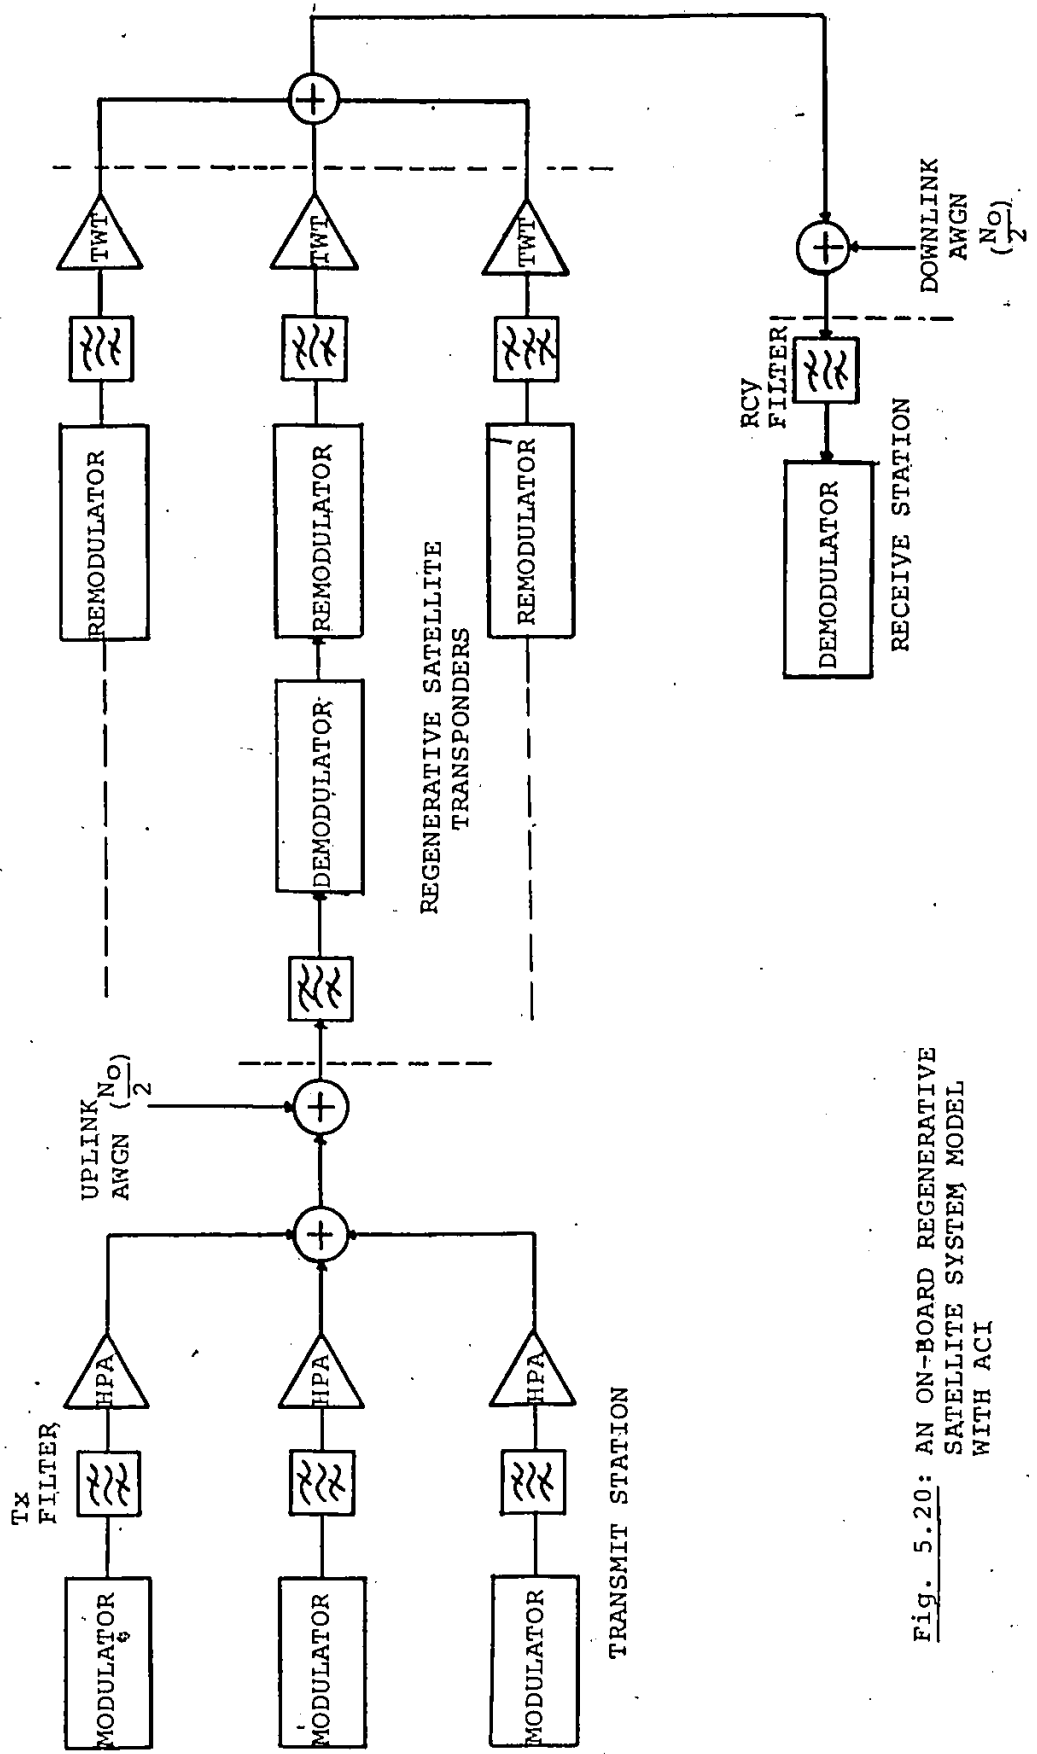 MODULATOR
MODULATOR
MODULATOR
Tx
FILTER
HPA
HPA
HPA
TRANSMIT STATION
UPLINK
AWGN (No/2)
DEMODULATOR
REMODULATOR
REMODULATOR
REMODULATOR
TWT
TWT
TWT
REGENERATIVE SATELLITE
TRANSPONDERS
DOWNLINK
AWGN
(No/2)
RCV
FILTER
DEMODULATOR
RECEIVE STATION
Fig. 5.20: AN ON-BOARD REGENERATIVE
SATELLITE SYSTEM MODEL
WITH ACI